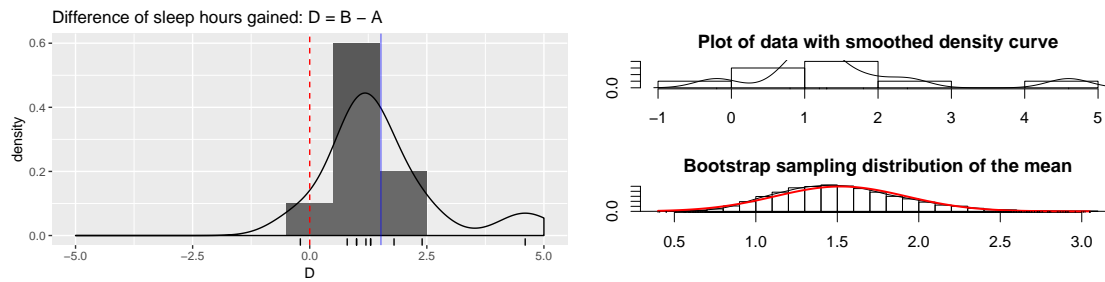 Difference of sleep hours gained: D = B − A
0.6
0.4
0.2
0.0
density
−5.0 −2.5 0.0 2.5 5.0
D
Plot of data with smoothed density curve
0.0
−1 0 1 2 3 4 5
Bootstrap sampling distribution of the mean
0.0
0.5 1.0 1.5 2.0 2.5 3.0